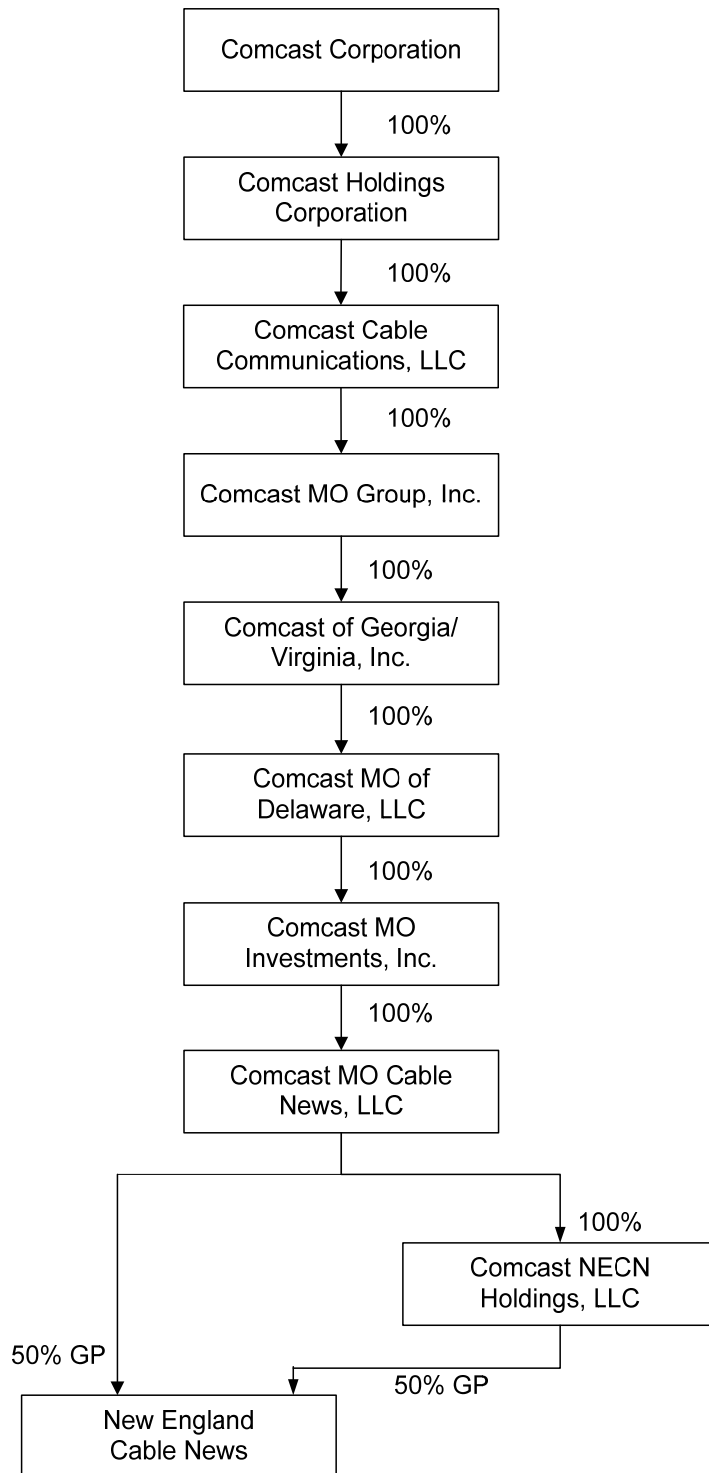 Comcast Corporation
100%
Comcast Holdings
Corporation
100%
Comcast Cable
Communications, LLC
100%
Comcast MO Group, Inc.
100%
Comcast of Georgia/
Virginia, Inc.
100%
Comcast MO of
Delaware, LLC
100%
Comcast MO
Investments, Inc.
100%
Comcast MO Cable
News, LLC
100%
Comcast NECN
Holdings, LLC
50% GP
50% GP
New England
Cable News